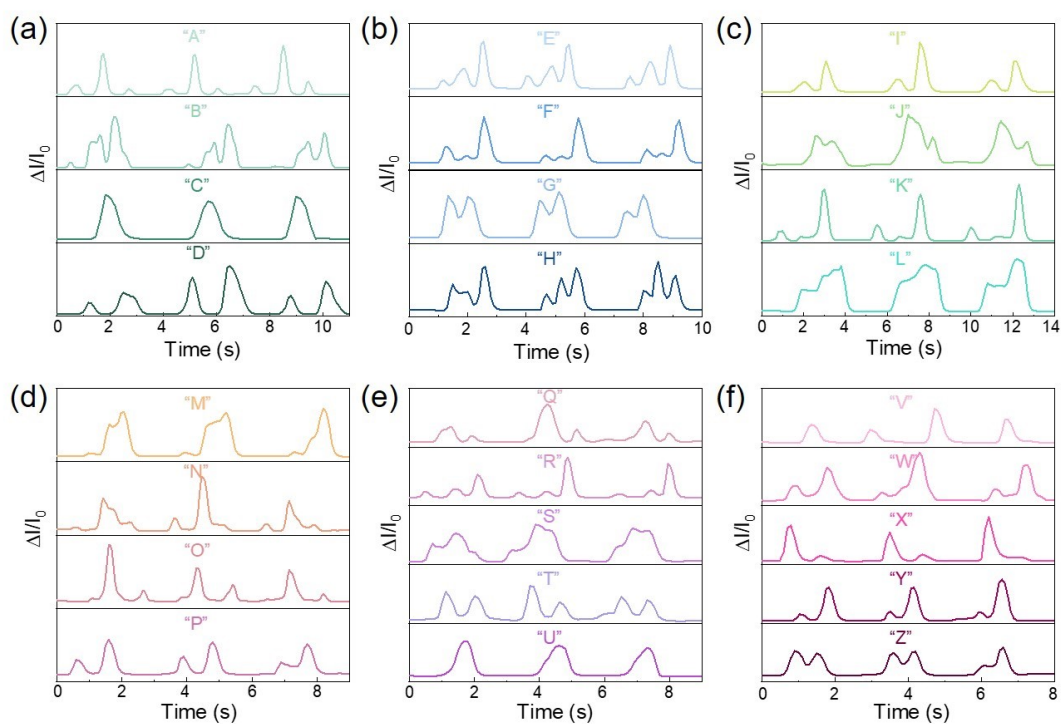 (a)
“A”
“B”
“C”
“D”
ΔI/I0
0 2 4 6 8 10
Time (s)
(b)
“E”
“F”
“G”
“H”
ΔI/I0
0 2 4 6 8 10
Time (s)
(c)
“I”
“J”
“K”
“L”
ΔI/I0
0 2 4 6 8 10 12 14
Time (s)
(d)
“M”
“N”
“O”
“P”
ΔI/I0
0 2 4 6 8
Time (s)
(e)
“Q”
“R”
“S”
“T”
“U”
ΔI/I0
0 2 4 6 8
Time (s)
(f)
“V”
“W”
“X”
“Y”
“Z”
ΔI/I0
0 2 4 6 8
Time (s)